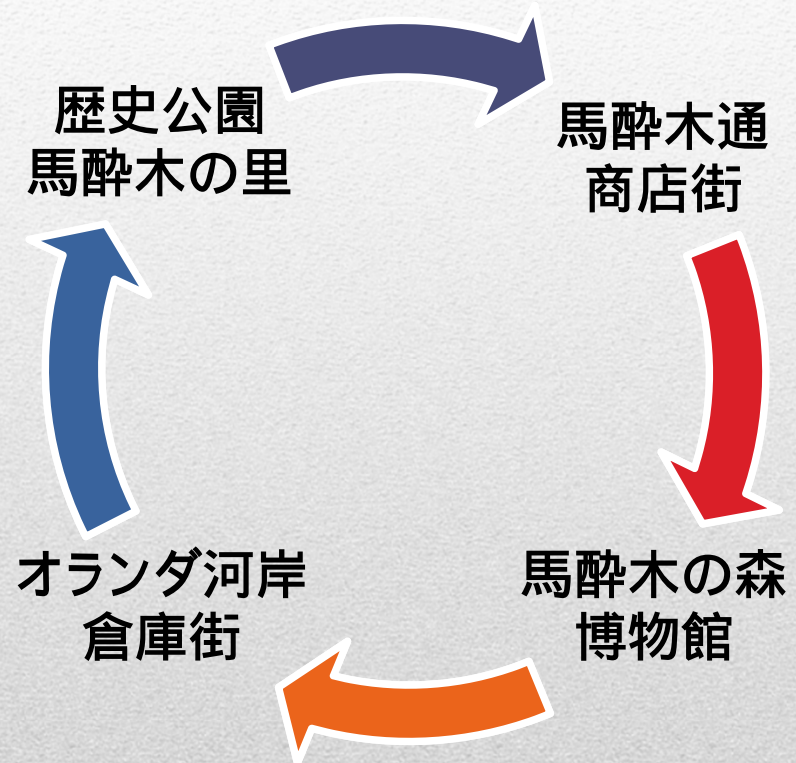 歴史公園
馬酔木の里
馬酔木通
商店街
オランダ河岸
倉庫街
馬酔木の森
博物館